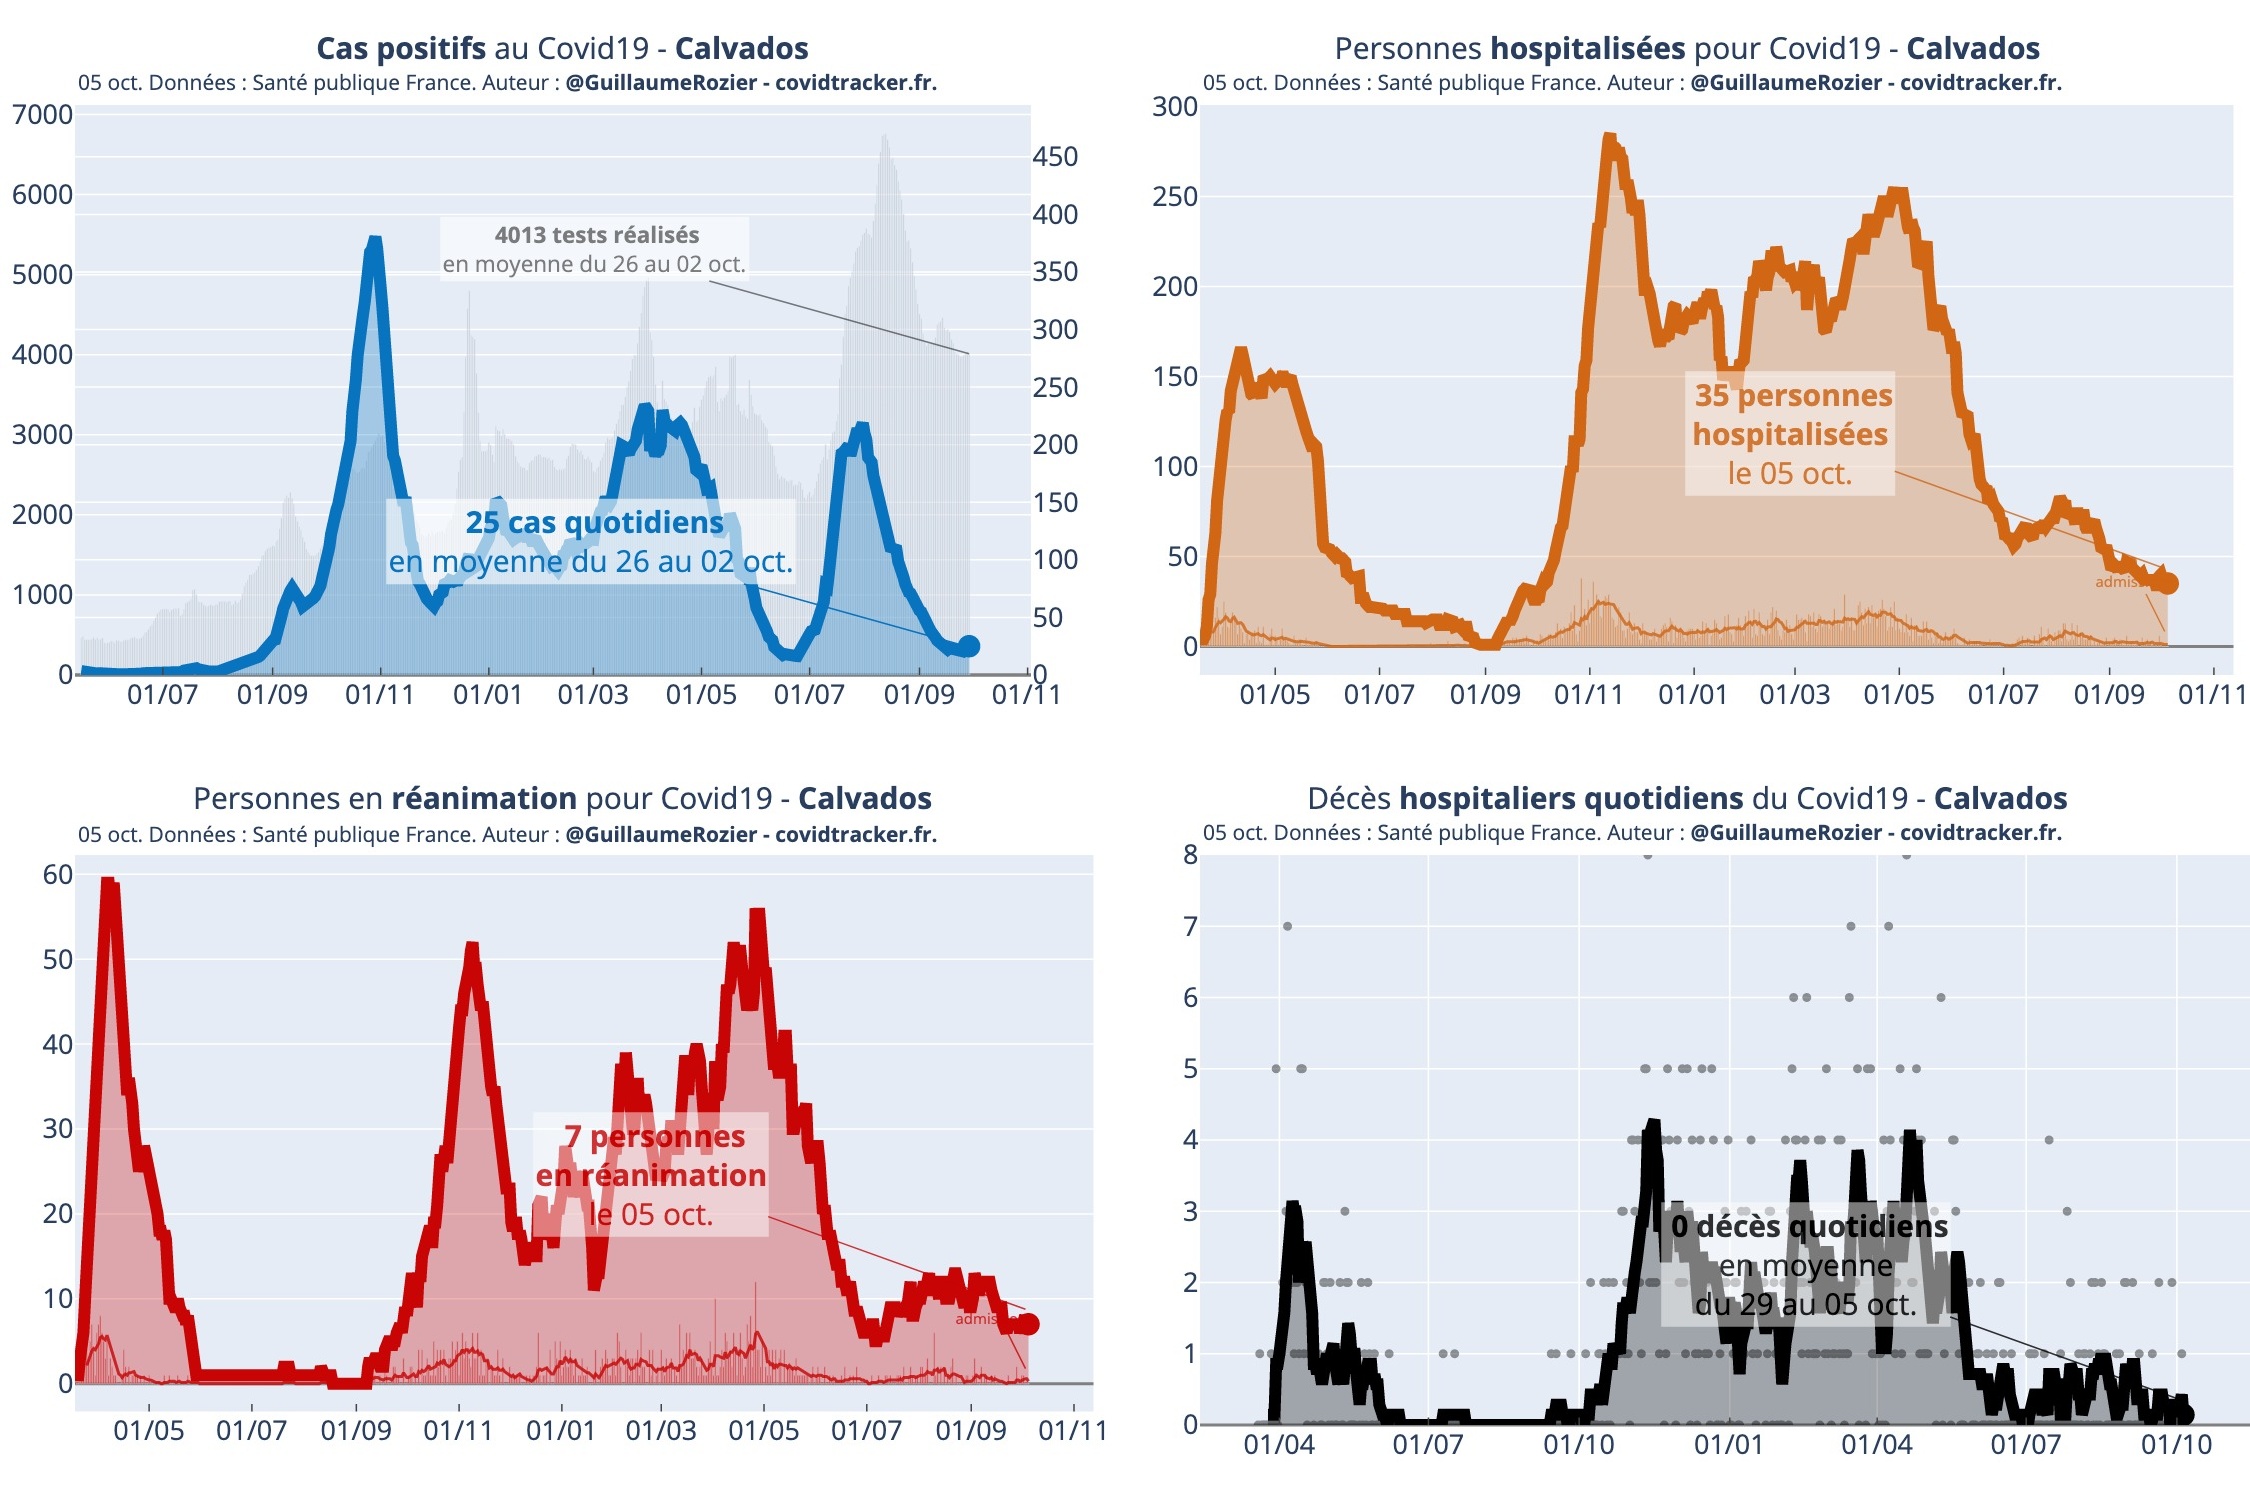 Cas positifs au Covid19 - Calvados
05 oct. Données : Santé publique France. Auteur : @GuillaumeRozier - covidtracker.fr.
7000
6000
5000
4000
3000
2000
1000
0
450
400
350
300
250
200
150
100
50
0
4013 tests réalisés
en moyenne du 26 au 02 oct.
25 cas quotidiens
en moyenne du 26 au 02 oct.
01/07 01/09 01/11 01/01 01/03 01/05 01/07 01/09 01/11
Personnes hospitalisées pour Covid19 - Calvados
05 oct. Données : Santé publique France. Auteur : @GuillaumeRozier - covidtracker.fr.
300
250
200
150
100
50
0
35 personnes
hospitalisées
le 05 oct.
01/05 01/07 01/09 01/11 01/01 01/03 01/05 01/07 01/09 01/11
Personnes en réanimation pour Covid19 - Calvados
05 oct. Données : Santé publique France. Auteur : @GuillaumeRozier - covidtracker.fr.
60
50
40
30
20
10
0
7 personnes
en réanimation
le 05 oct.
01/05 01/07 01/09 01/11 01/01 01/03 01/05 01/07 01/09 01/11
Décès hospitaliers quotidiens du Covid19 - Calvados
05 oct. Données : Santé publique France. Auteur : @GuillaumeRozier - covidtracker.fr.
8
7
6
5
4
3
2
1
0
0 décès quotidiens
en moyenne
du 29 au 05 oct.
01/04 01/07 01/10 01/01 01/04 01/07 01/10